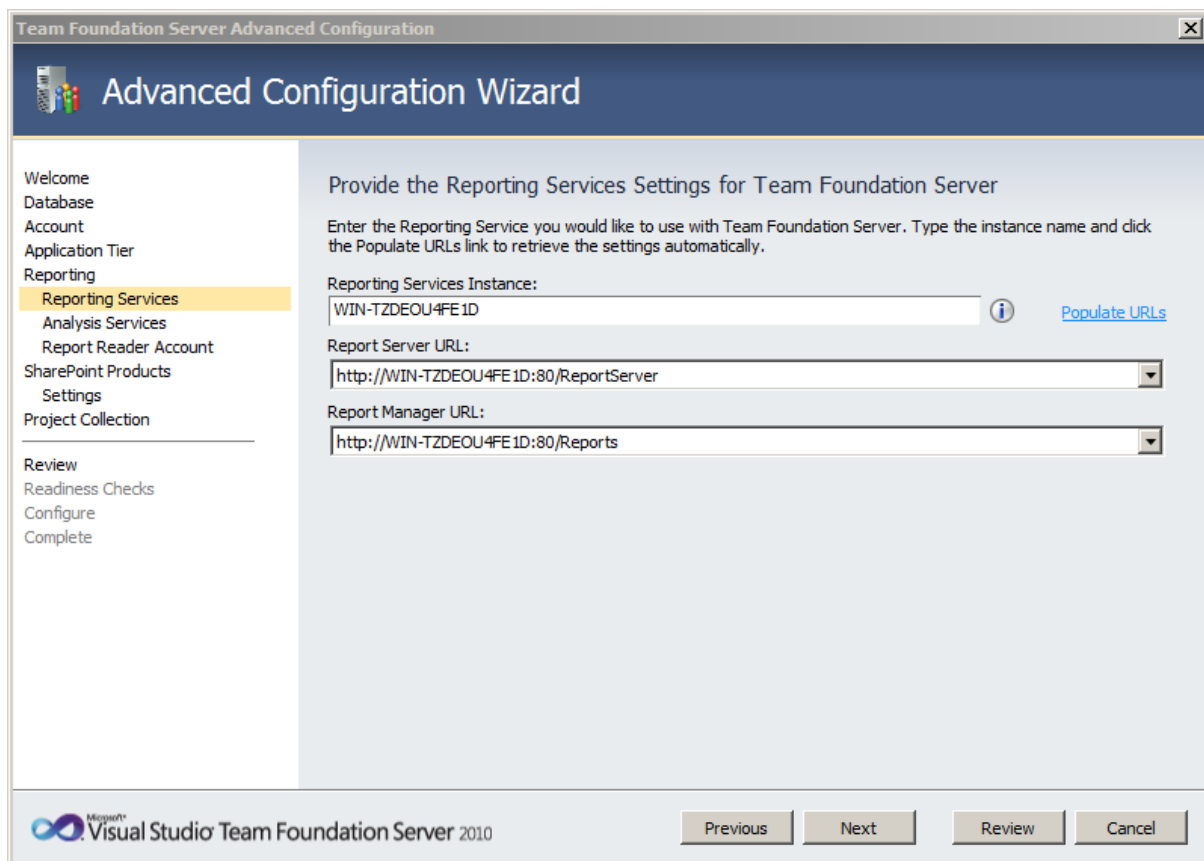 Team Foundation Server Advanced Configuration
Advanced Configuration Wizard
Welcome
Database
Account
Application Tier
Reporting
Reporting Services
Analysis Services
Report Reader Account
SharePoint Products
Settings
Project Collection
Review
Readiness Checks
Configure
Complete
Provide the Reporting Services Settings for Team Foundation Server
Enter the Reporting Service you would like to use with Team Foundation Server. Type the instance name and click
the Populate URLs link to retrieve the settings automatically.
Reporting Services Instance:
WIN-TZDEOU4FE1D
Populate URLs
Report Server URL:
http://WIN-TZDEOU4FE1D:80/ReportServer
Report Manager URL:
http://WIN-TZDEOU4FE1D:80/Reports
Microsoft®
Visual Studio Team Foundation Server 2010
Previous
Next
Review
Cancel